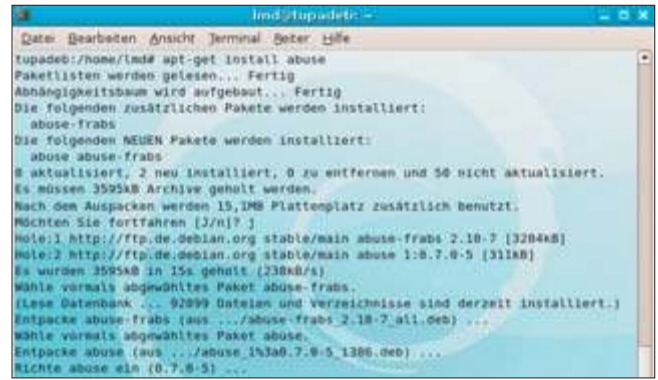 lmd@tupadeb: ~
Datei Bearbeiten Ansicht Terminal Reiter Hilfe
tupadeb:/home/lmd# apt-get install abuse
Paketlisten werden gelesen... Fertig
Abhängigkeitsbaum wird aufgebaut... Fertig
Die folgenden zusätzlichen Pakete werden installiert:
abuse-frabs
Die folgenden NEUEN Pakete werden installiert:
abuse abuse-frabs
0 aktualisiert, 2 neu installiert, 0 zu entfernen und 50 nicht aktualisiert.
Es müssen 3595kB Archive geholt werden.
Nach dem Auspacken werden 15,1MB Plattenplatz zusätzlich benutzt.
Möchten Sie fortfahren [J/n]? j
Hole:1 http://ftp.de.debian.org stable/main abuse-frabs 2.10-7 [3284kB]
Hole:2 http://ftp.de.debian.org stable/main abuse 1:0.7.0-5 [311kB]
Es wurden 3595kB in 15s geholt (238kB/s)
Wähle vormals abgewähltes Paket abuse-frabs.
(Lese Datenbank ... 92099 Dateien und Verzeichnisse sind derzeit installiert.)
Entpacke abuse-frabs (aus .../abuse-frabs_2.10-7_all.deb) ...
Wähle vormals abgewähltes Paket abuse.
Entpacke abuse (aus .../abuse_1%3a0.7.0-5_i386.deb) ...
Richte abuse ein (0.7.0-5) ...